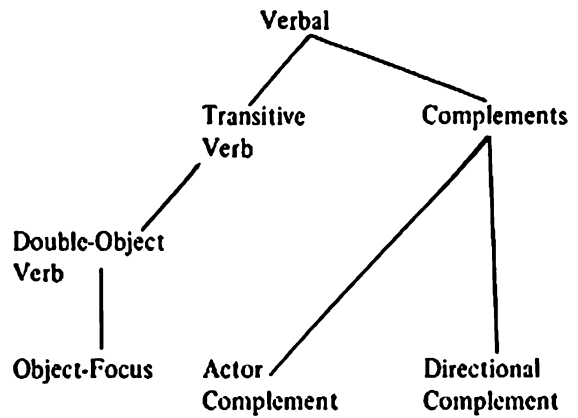 Verbal
Transitive
Verb
Complements
Double-Object
Verb
Object-Focus
Actor
Complement
Directional
Complement